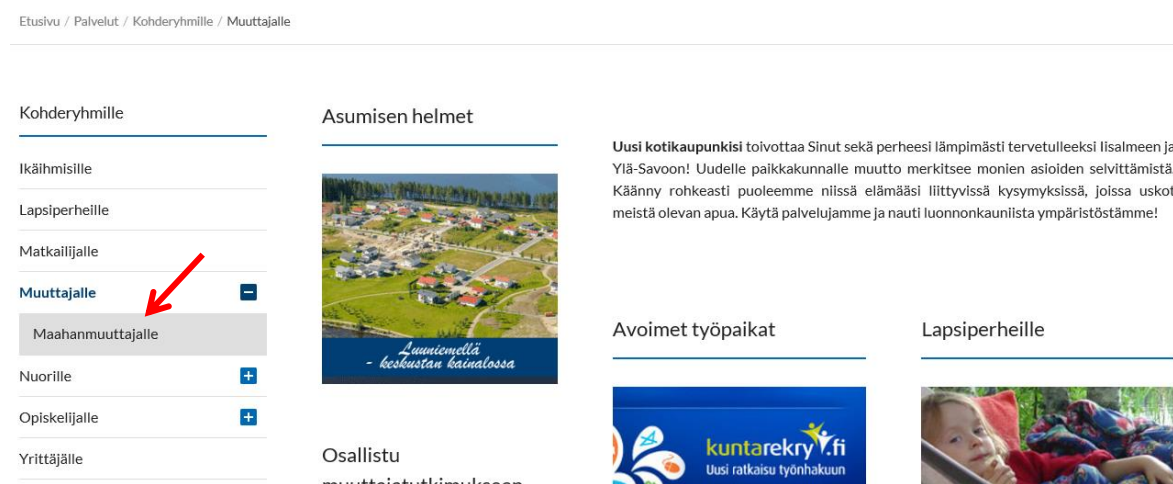 Etusivu / Palvelut / Kohderyhmille / Muuttajalle
Kohderyhmille
Ikäihmisille
Lapsiperheille
Matkailijalle
Muuttajalle
Maahanmuuttajalle
Nuorille
Opiskelijalle
Yrittäjälle
Asumisen helmet
Luuniemellä
- keskustan kainalossa
Osallistu
muuttajatutkimukseen
Uusi kotikaupunkisi toivottaa Sinut sekä perheesi lämpimästi tervetulleeksi Iisalmeen ja
Ylä-Savoon! Uudelle paikkakunnalle muutto merkitsee monien asioiden selvittämistä.
Käänny rohkeasti puoleemme niissä elämääsi liittyvissä kysymyksissä, joissa uskot
meistä olevan apua. Käytä palvelujamme ja nauti luonnonkauniista ympäristöstämme!
Avoimet työpaikat
kuntarekry.fi
Uusi ratkaisu työnhakuun
Lapsiperheille